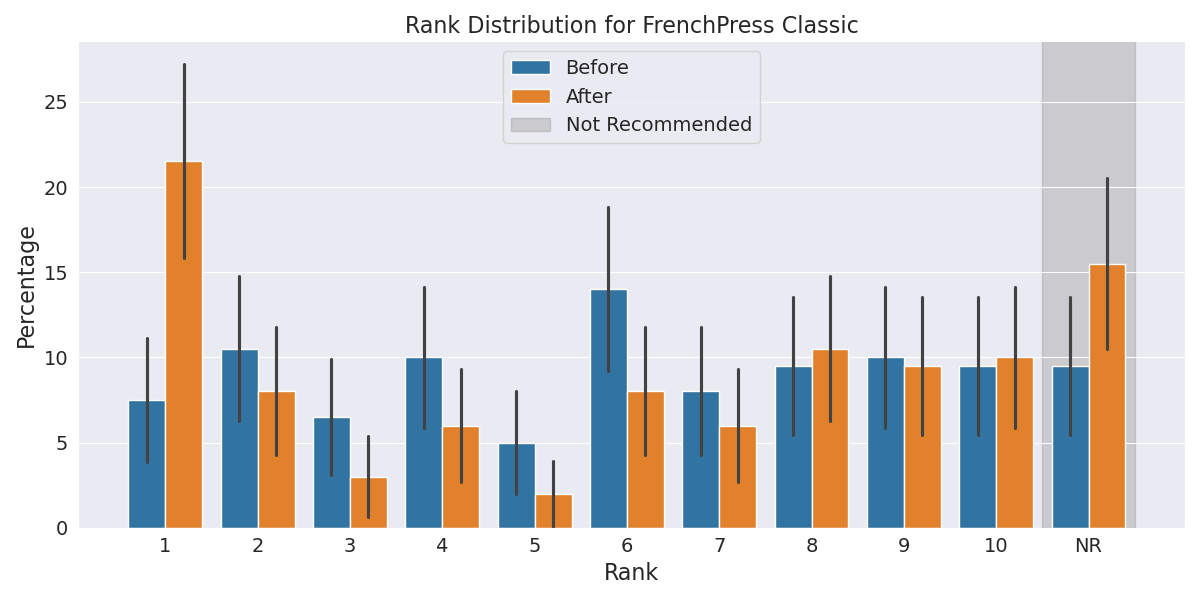 Rank Distribution for FrenchPress Classic
Before
After
Not Recommended
Percentage
25
20
15
10
5
0
1 2 3 4 5 6 7 8 9 10 NR
Rank